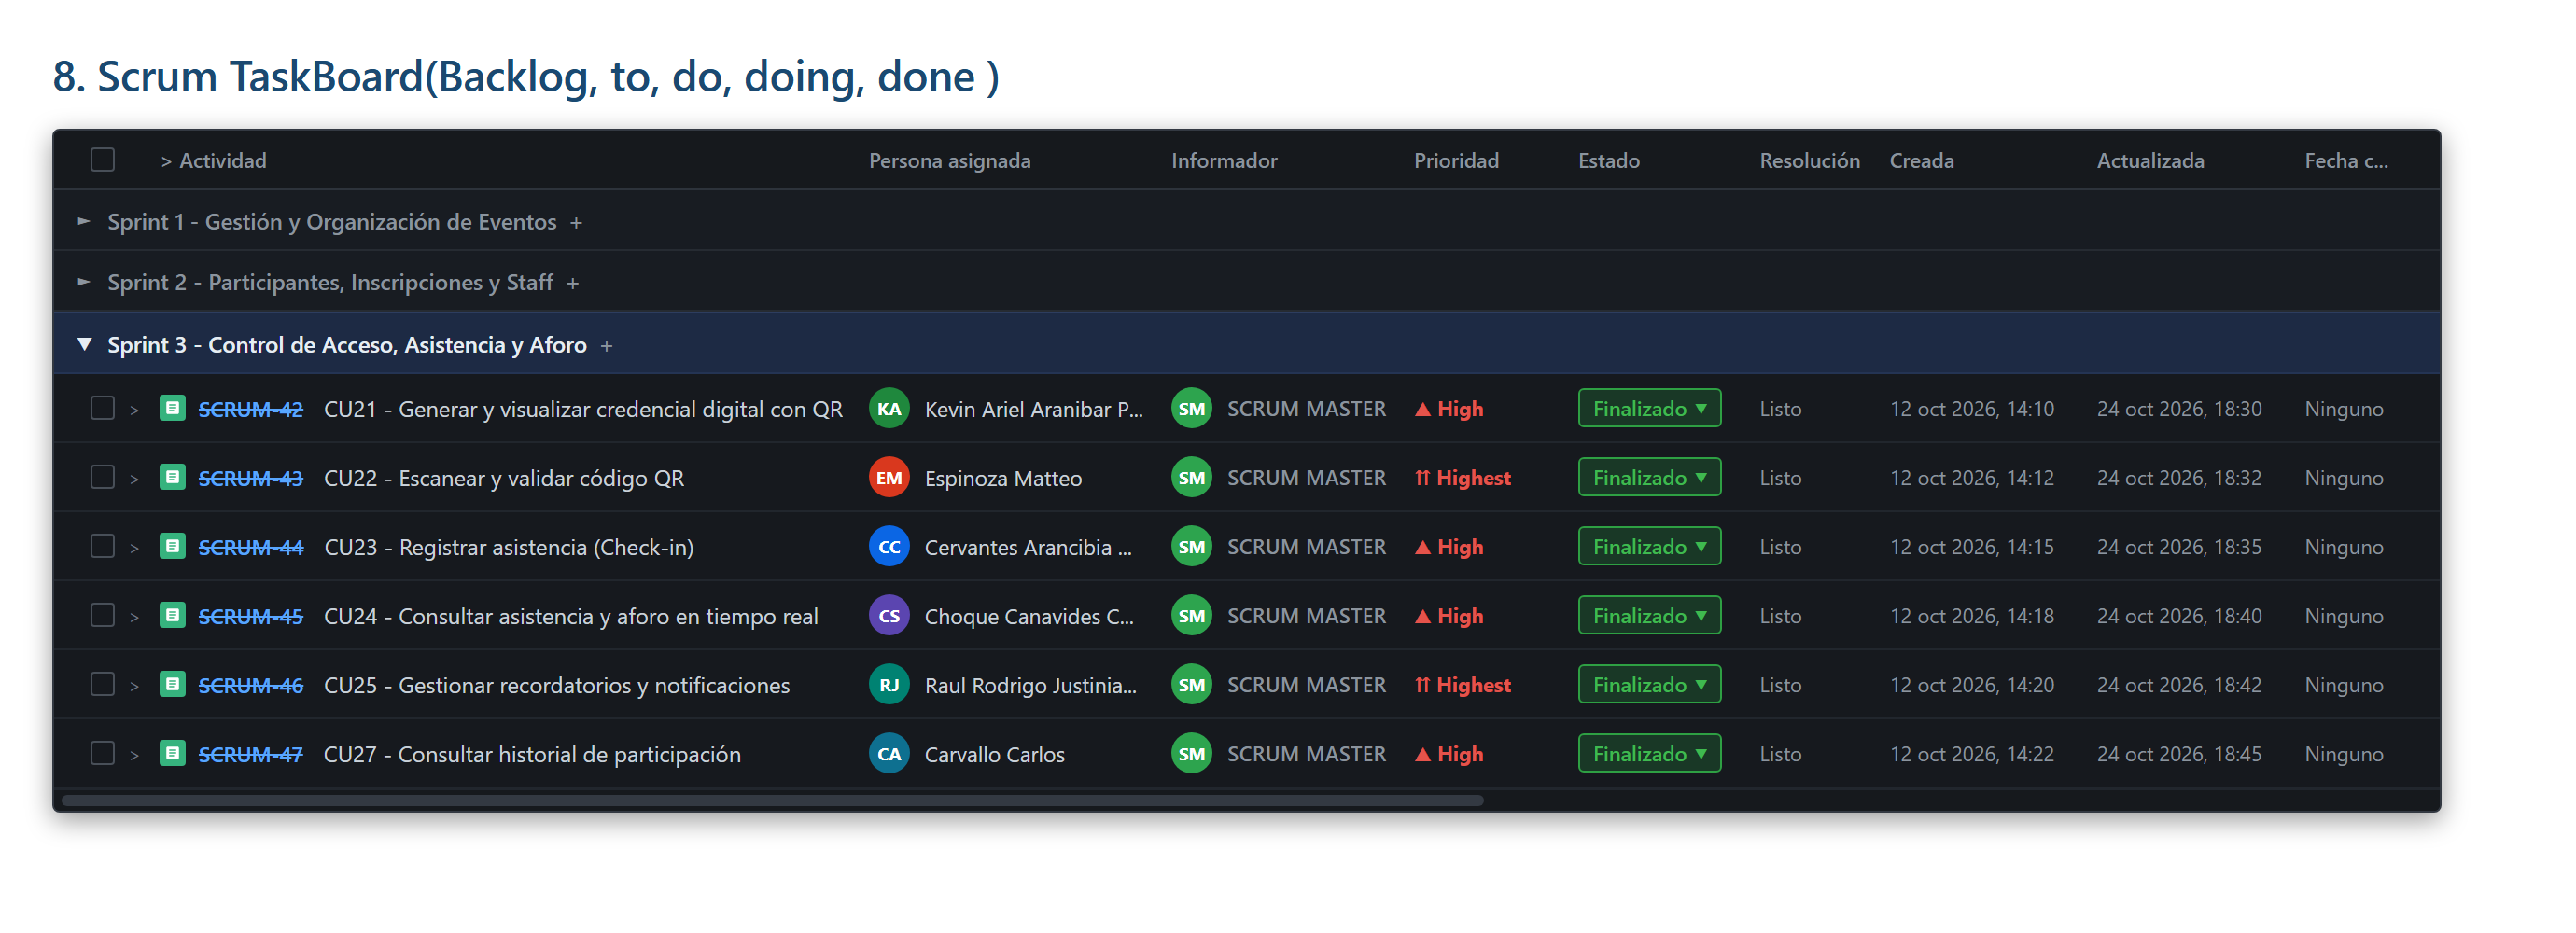 8. Scrum TaskBoard(Backlog, to, do, doing, done )
> Actividad Persona asignada Informador Prioridad Estado Resolución Creada Actualizada Fecha c...
Sprint 1 - Gestión y Organización de Eventos +
Sprint 2 - Participantes, Inscripciones y Staff +
Sprint 3 - Control de Acceso, Asistencia y Aforo +
> SCRUM-42 CU21 - Generar y visualizar credencial digital con QR KA Kevin Ariel Aranibar P... SM SCRUM MASTER High Finalizado Listo 12 oct 2026, 14:10 24 oct 2026, 18:30 Ninguno
> SCRUM-43 CU22 - Escanear y validar código QR EM Espinoza Matteo SM SCRUM MASTER Highest Finalizado Listo 12 oct 2026, 14:12 24 oct 2026, 18:32 Ninguno
> SCRUM-44 CU23 - Registrar asistencia (Check-in) CC Cervantes Arancibia ... SM SCRUM MASTER High Finalizado Listo 12 oct 2026, 14:15 24 oct 2026, 18:35 Ninguno
> SCRUM-45 CU24 - Consultar asistencia y aforo en tiempo real CS Choque Canavides C... SM SCRUM MASTER High Finalizado Listo 12 oct 2026, 14:18 24 oct 2026, 18:40 Ninguno
> SCRUM-46 CU25 - Gestionar recordatorios y notificaciones RJ Raul Rodrigo Justinia... SM SCRUM MASTER Highest Finalizado Listo 12 oct 2026, 14:20 24 oct 2026, 18:42 Ninguno
> SCRUM-47 CU27 - Consultar historial de participación CA Carvallo Carlos SM SCRUM MASTER High Finalizado Listo 12 oct 2026, 14:22 24 oct 2026, 18:45 Ninguno